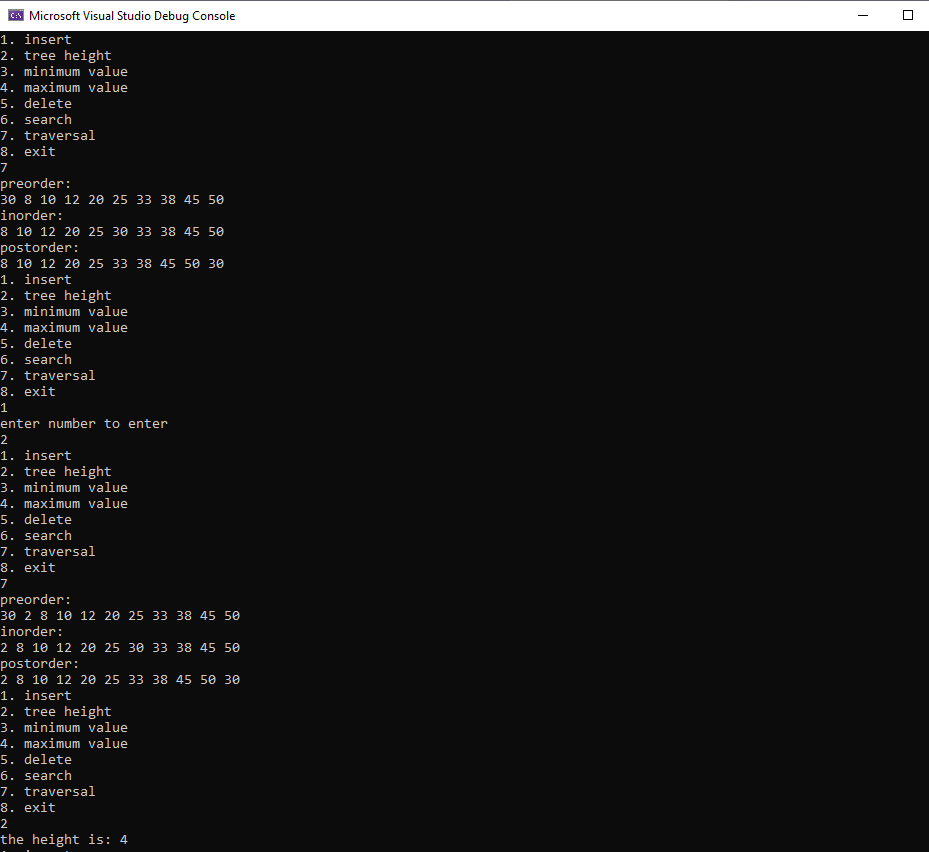 Microsoft Visual Studio Debug Console
1. insert
2. tree height
3. minimum value
4. maximum value
5. delete
6. search
7. traversal
8. exit
7
preorder:
30 8 10 12 20 25 33 38 45 50
inorder:
8 10 12 20 25 30 33 38 45 50
postorder:
8 10 12 20 25 33 38 45 50 30
1. insert
2. tree height
3. minimum value
4. maximum value
5. delete
6. search
7. traversal
8. exit
1
enter number to enter
2
1. insert
2. tree height
3. minimum value
4. maximum value
5. delete
6. search
7. traversal
8. exit
7
preorder:
30 2 8 10 12 20 25 33 38 45 50
inorder:
2 8 10 12 20 25 30 33 38 45 50
postorder:
2 8 10 12 20 25 33 38 45 50 30
1. insert
2. tree height
3. minimum value
4. maximum value
5. delete
6. search
7. traversal
8. exit
2
the height is: 4